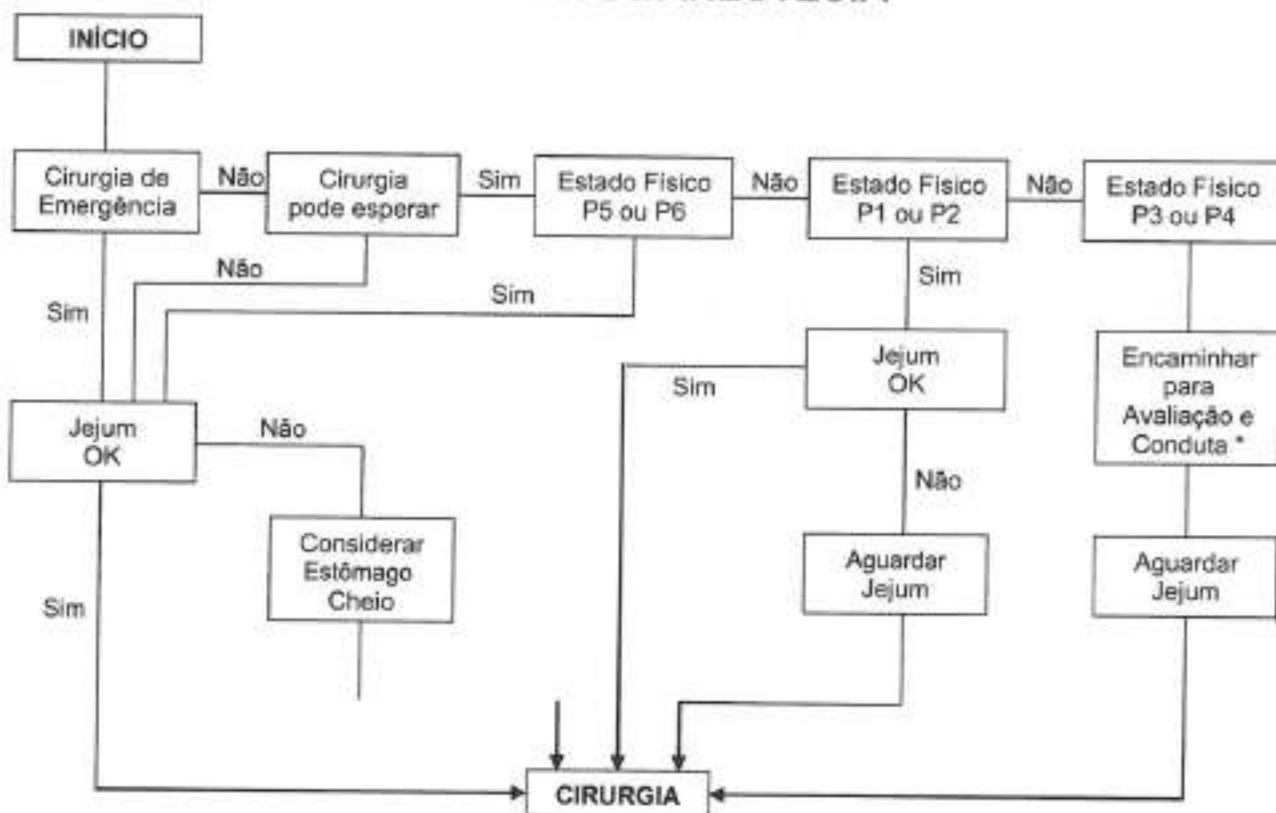 INÍCIO
Cirurgia de
Emergência
Não
Cirurgia
pode esperar
Sim
Estado Físico
P5 ou P6
Não
Estado Físico
P1 ou P2
Não
Estado Físico
P3 ou P4
Não
Sim
Sim
Sim
Jejum
OK
Sim
Encaminhar
para
Avaliação e
Conduta *
Jejum
OK
Não
Não
Considerar
Estômago
Cheio
Aguardar
Jejum
Aguardar
Jejum
Sim
CIRURGIA